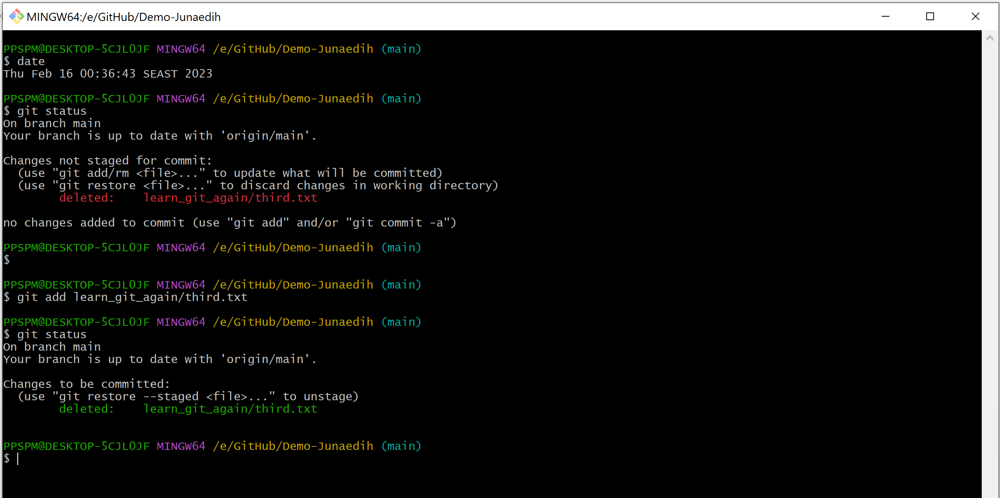 MINGW64:/e/GitHub/Demo-Junaedih
PPSPM@DESKTOP-5CJL0JF MINGW64 /e/GitHub/Demo-Junaedih (main)
$ date
Thu Feb 16 00:36:43 SEAST 2023
PPSPM@DESKTOP-5CJL0JF MINGW64 /e/GitHub/Demo-Junaedih (main)
$ git status
On branch main
Your branch is up to date with 'origin/main'.
Changes not staged for commit:
  (use "git add/rm <file>..." to update what will be committed)
  (use "git restore <file>..." to discard changes in working directory)
        deleted:    learn_git_again/third.txt
no changes added to commit (use "git add" and/or "git commit -a")
PPSPM@DESKTOP-5CJL0JF MINGW64 /e/GitHub/Demo-Junaedih (main)
$
PPSPM@DESKTOP-5CJL0JF MINGW64 /e/GitHub/Demo-Junaedih (main)
$ git add learn_git_again/third.txt
PPSPM@DESKTOP-5CJL0JF MINGW64 /e/GitHub/Demo-Junaedih (main)
$ git status
On branch main
Your branch is up to date with 'origin/main'.
Changes to be committed:
  (use "git restore --staged <file>..." to unstage)
        deleted:    learn_git_again/third.txt
PPSPM@DESKTOP-5CJL0JF MINGW64 /e/GitHub/Demo-Junaedih (main)
$